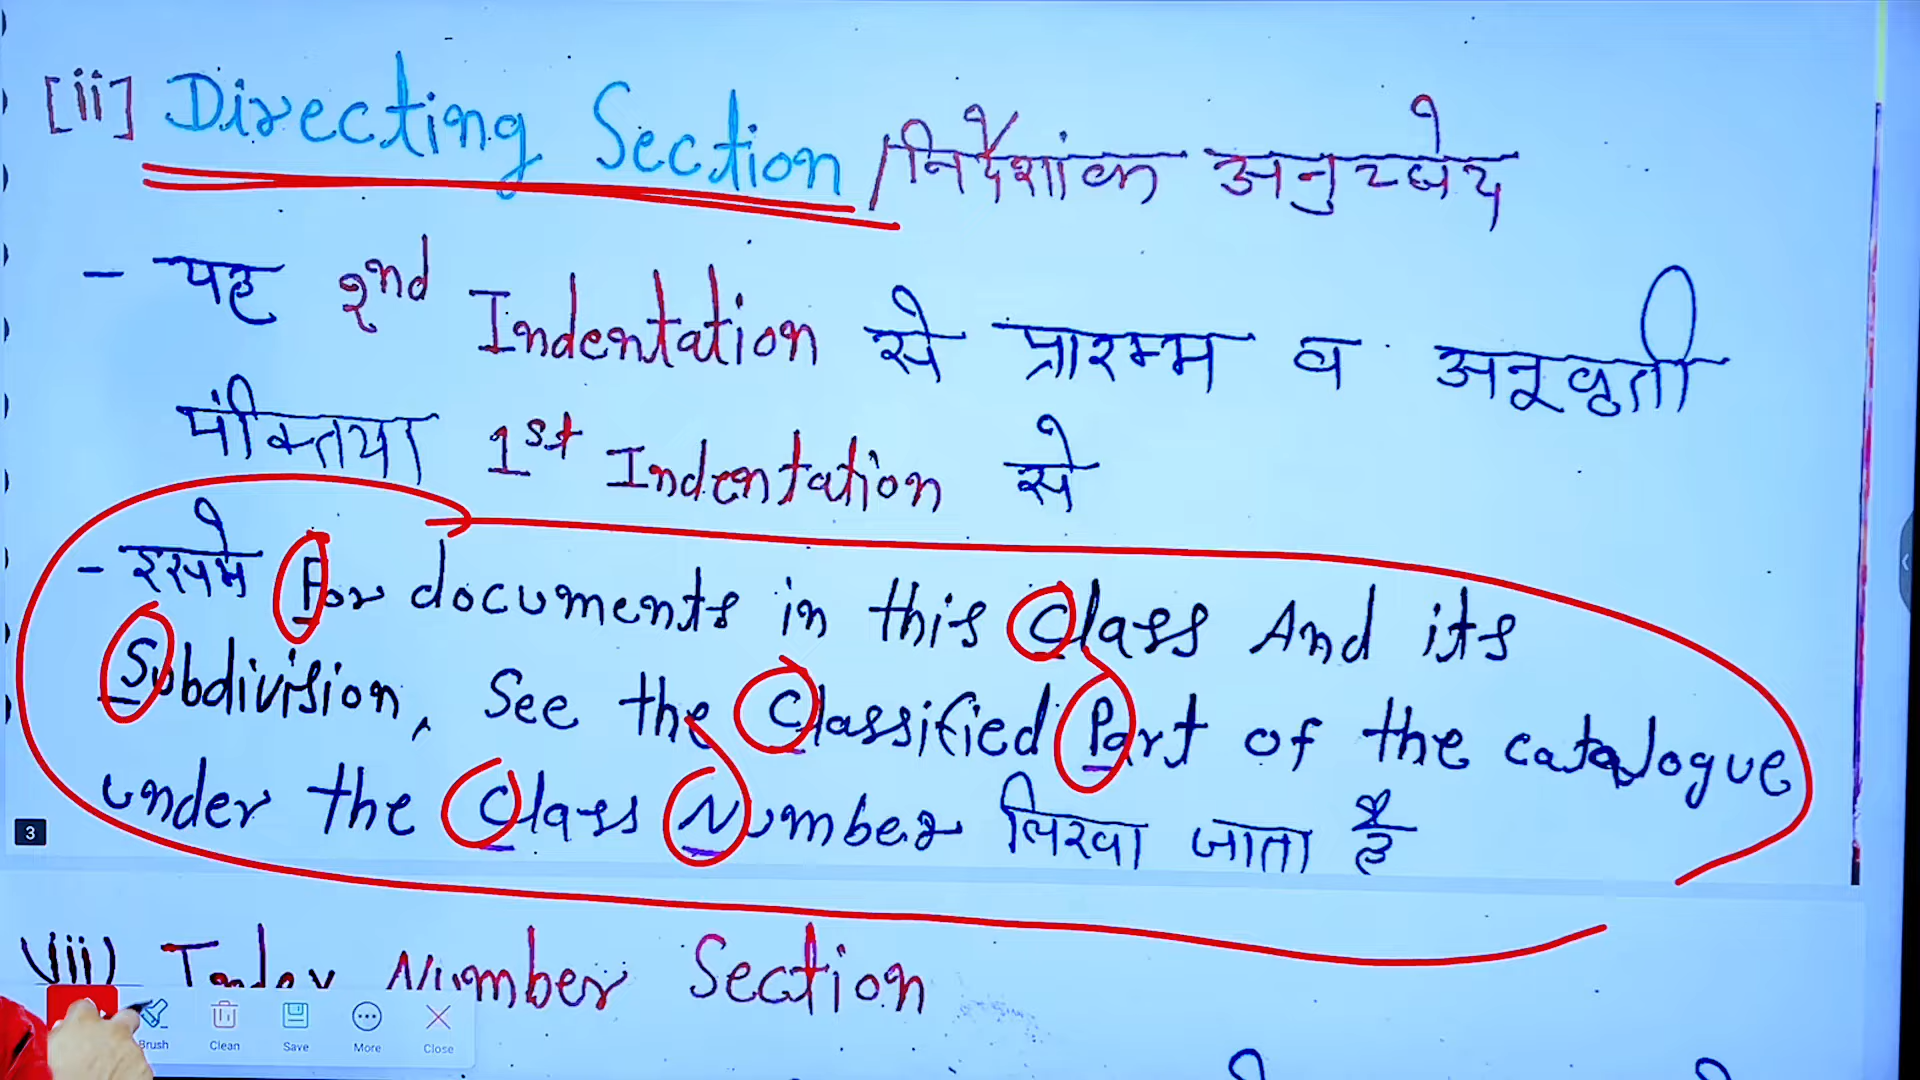 [ii] Directing Section / निर्देशांक अनुच्छेद
- यह 2nd Indentation से प्रारम्भ व अनूवृती
पंक्तिया 1st Indentation से
- इसमे For documents in this Class And its
Subdivision, See the Classified Part of the catalogue
under the Class Number लिखा जाता है
3
viii) Index Number Section
Brush Clean Save More Close